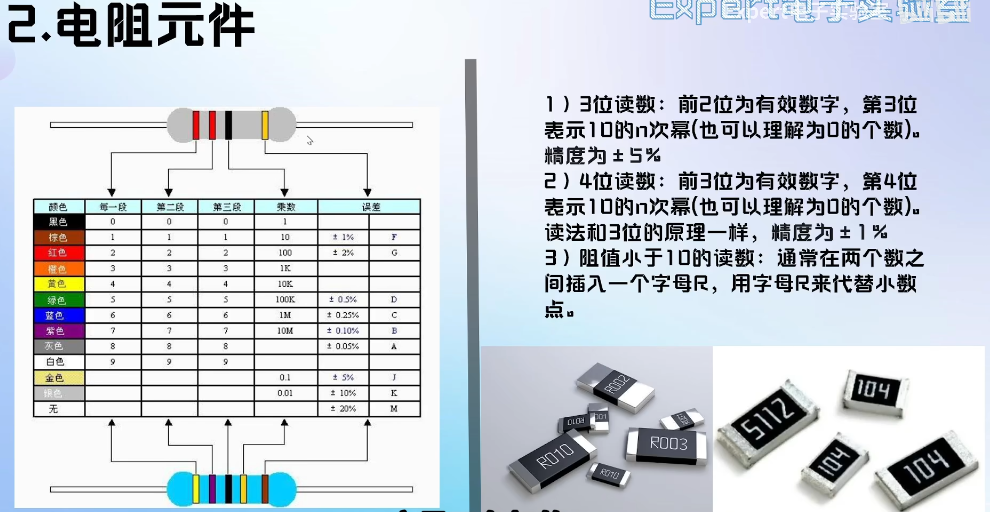 2.电阻元件
Expert电子实验室
1）3位读数：前2位为有效数字，第3位
表示10的n次幂(也可以理解为0的个数)。
精度为±5%
2）4位读数：前3位为有效数字，第4位
表示10的n次幂(也可以理解为0的个数)。
读法和3位的原理一样，精度为±1%
3）阻值小于10的读数：通常在两个数之
间插入一个字母R，用字母R来代替小数
点。
颜色 每一段 第二段 第三段 乘数 误差
黑色 0 0 0 1
棕色 1 1 1 10 ± 1% F
红色 2 2 2 100 ± 2% G
橙色 3 3 3 1K
黄色 4 4 4 10K
绿色 5 5 5 100K ± 0.5% D
蓝色 6 6 6 1M ± 0.25% C
紫色 7 7 7 10M ± 0.10% B
灰色 8 8 8 ± 0.05% A
白色 9 9 9
金色 0.1 ± 5% J
银色 0.01 ± 10% K
无 ± 20% M
R002
R010
R003
R010
5112
104
104
104